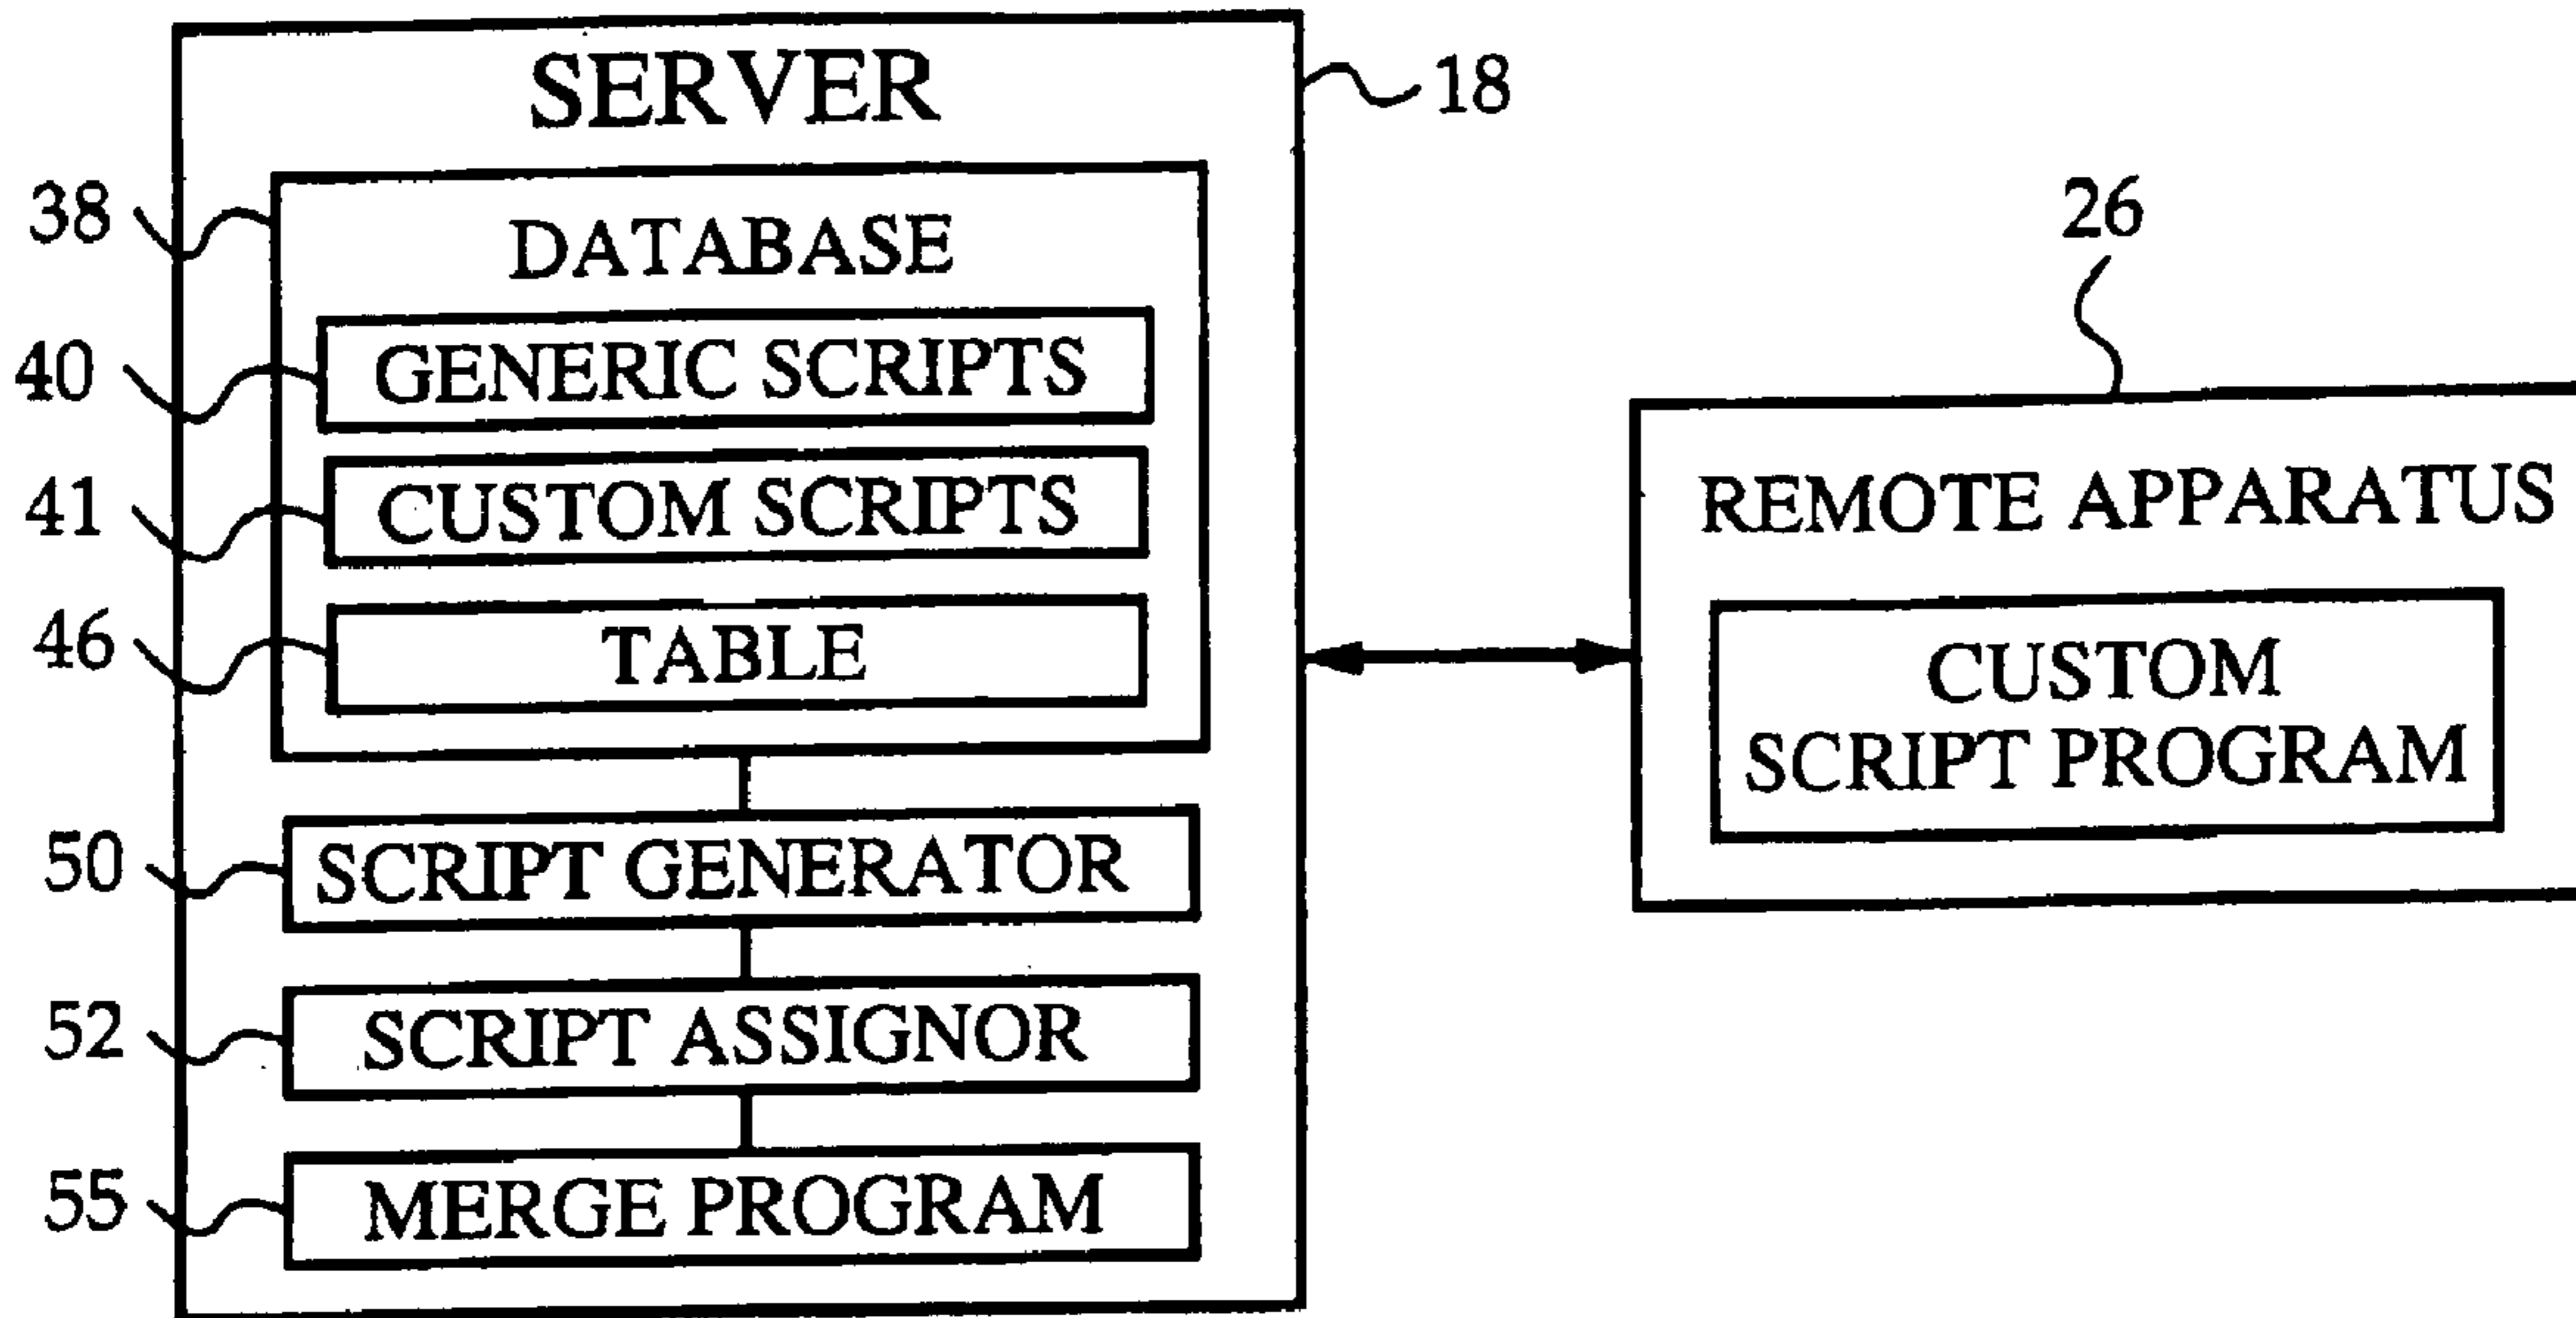 SERVER
18
38
DATABASE
40
GENERIC SCRIPTS
41
CUSTOM SCRIPTS
46
TABLE
50
SCRIPT GENERATOR
52
SCRIPT ASSIGNOR
55
MERGE PROGRAM
26
REMOTE APPARATUS
CUSTOM
SCRIPT PROGRAM